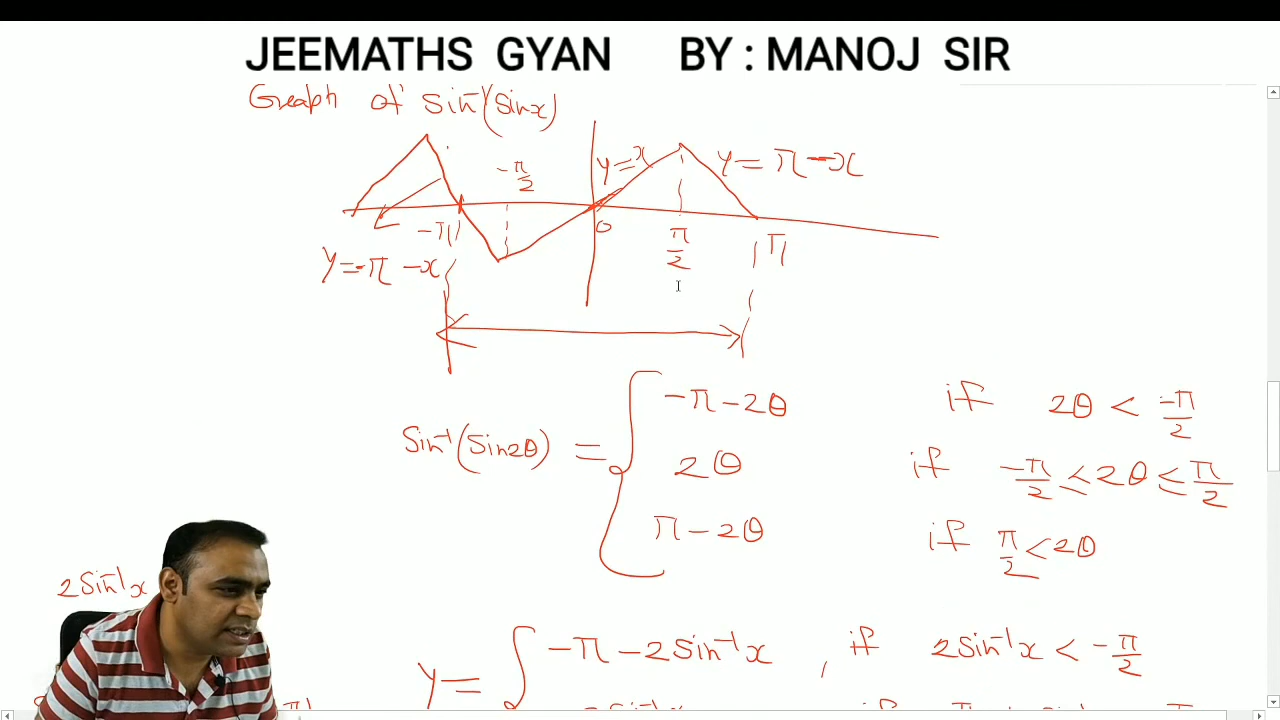 JEEMATHS GYAN BY : MANOJ SIR
Graph of Sin⁻¹(Sinx)
-π/2
y=x
y=π-x
-π
0
π/2
π
y=-π-x
Sin⁻¹(Sin2θ) = { -π-2θ if 2θ < -π/2
2θ if -π/2 ≤ 2θ ≤ π/2
π-2θ if π/2 < 2θ
2Sin⁻¹x
y= { -π-2Sin⁻¹x , if 2Sin⁻¹x < -π/2